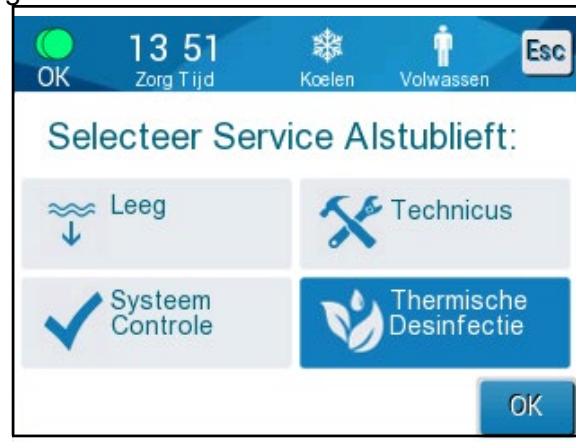 g
13 51
Esc
OK
Zorg Tijd
Koelen
Volwassen
Selecteer Service Alstublieft:
Leeg
Technicus
Systeem
Controle
Thermische
Desinfectie
OK